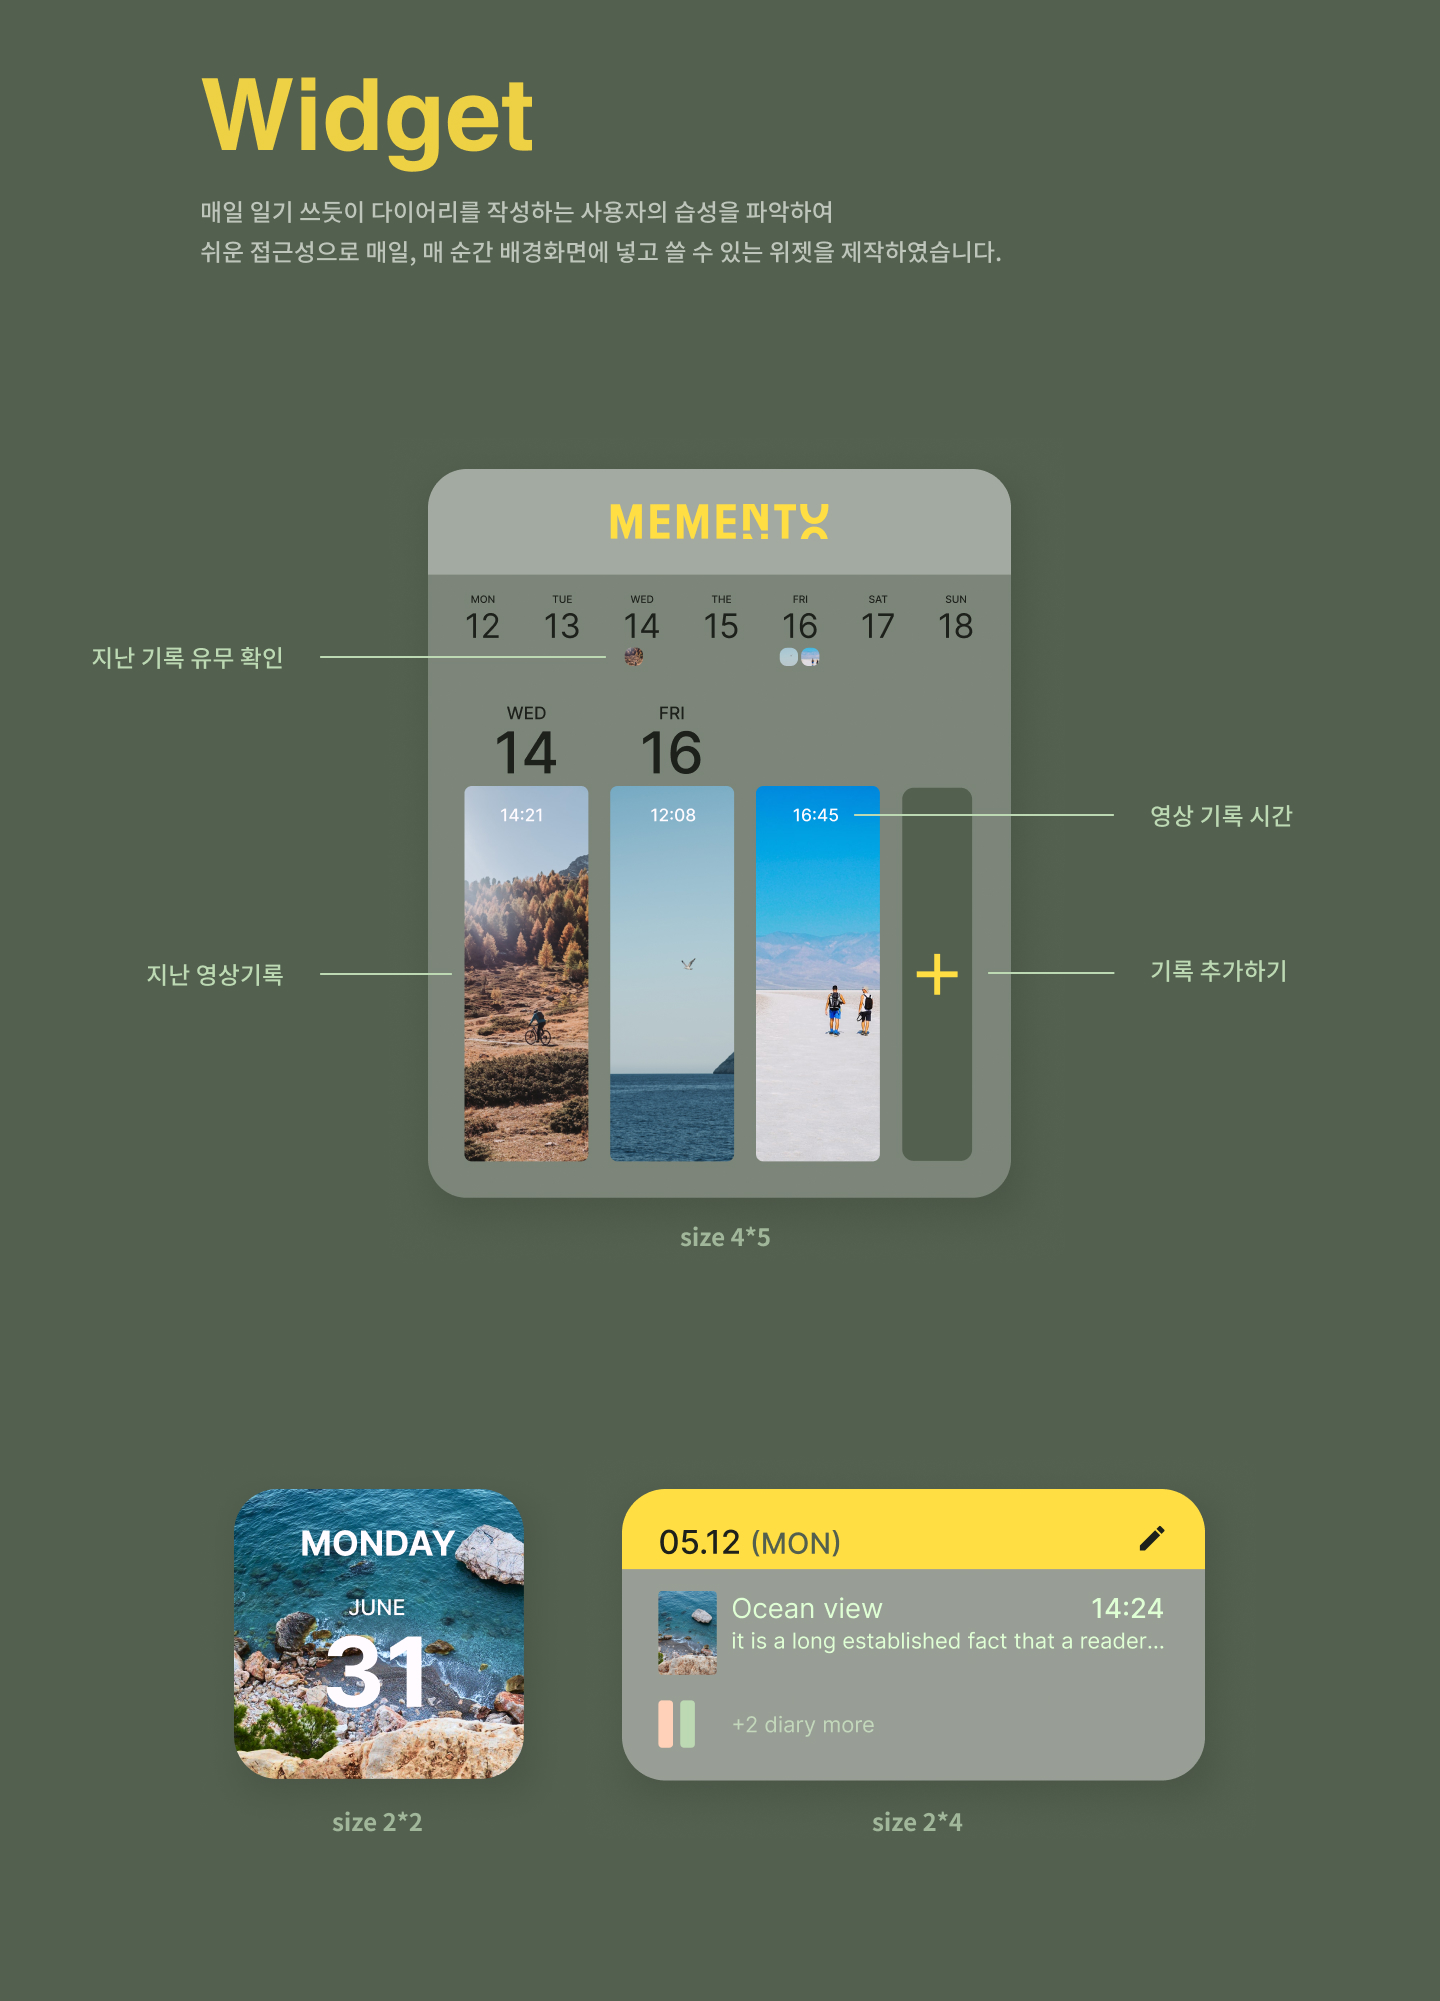 Widget
매일 일기 쓰듯이 다이어리를 작성하는 사용자의 습성을 파악하여
쉬운 접근성으로 매일, 매 순간 배경화면에 넣고 쓸 수 있는 위젯을 제작하였습니다.
MEMENTO
MON TUE WED THE FRI SAT SUN
12 13 14 15 16 17 18
지난 기록 유무 확인
WED FRI
14 16
14:21 12:08 16:45
영상 기록 시간
지난 영상기록
기록 추가하기
size 4*5
MONDAY
JUNE
31
size 2*2
05.12 (MON)
Ocean view 14:24
it is a long established fact that a reader...
+2 diary more
size 2*4